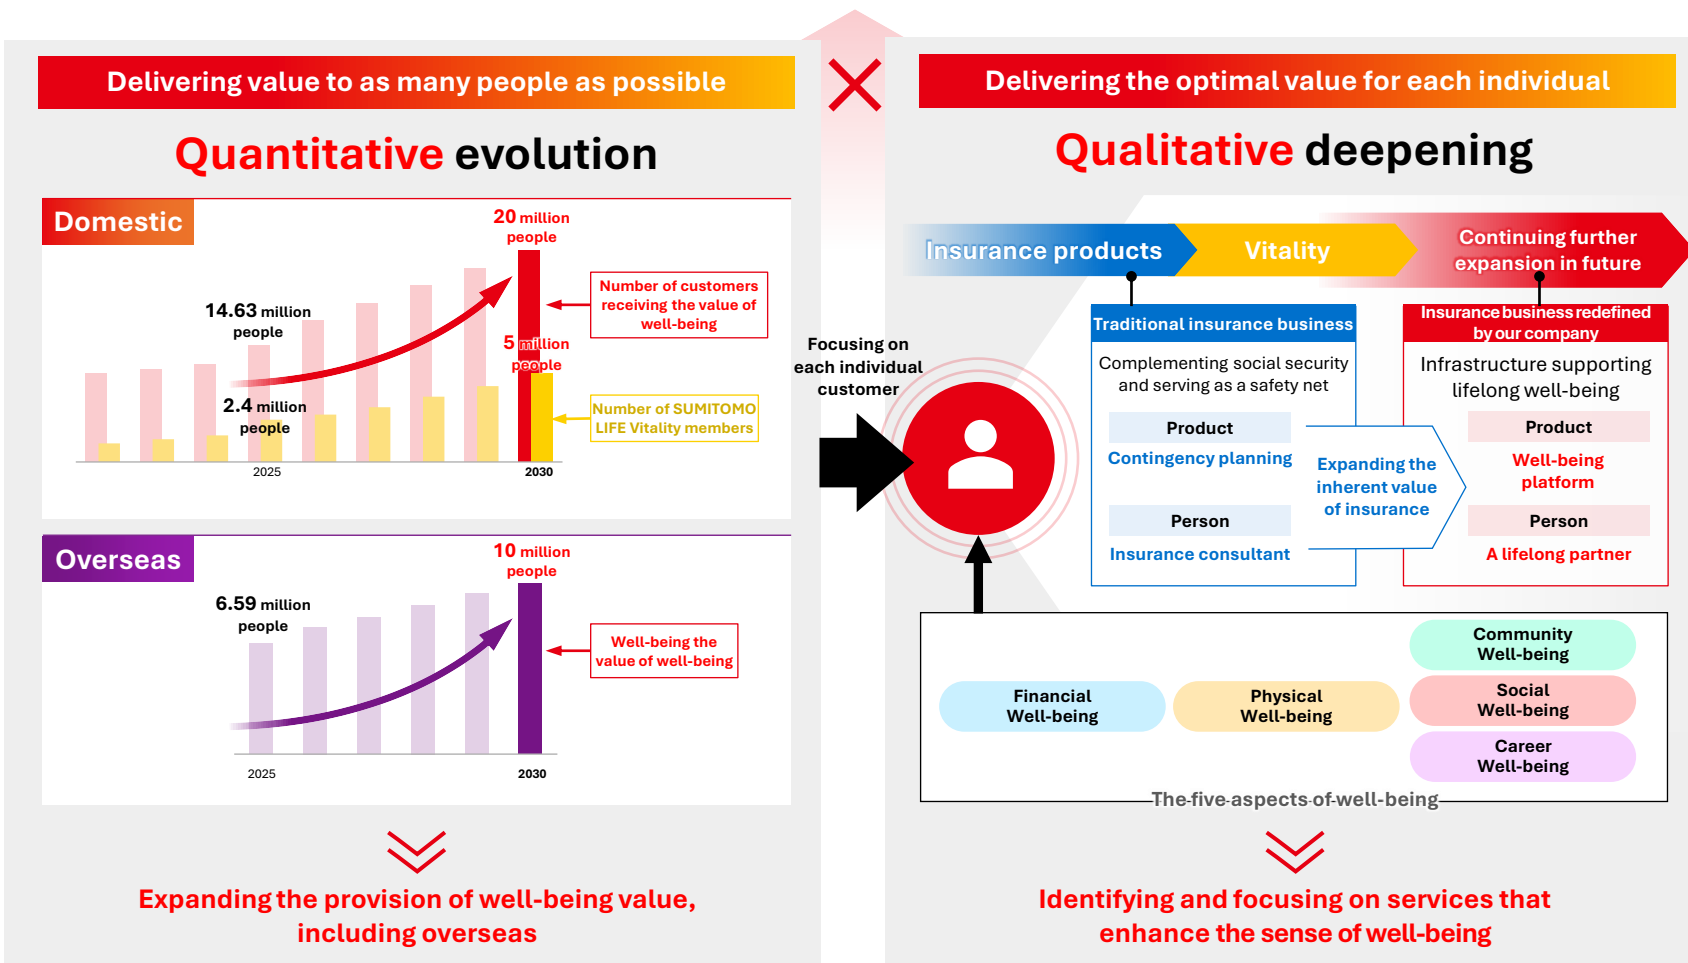 Delivering value to as many people as possible
Quantitative evolution
Domestic
20 million
people
14.63 million
people
Number of customers
receiving the value of
well-being
5 million
people
2.4 million
people
Number of SUMITOMO
LIFE Vitality members
2025
2030
Overseas
10 million
people
6.59 million
people
Well-being the
value of well-being
2025
2030
Expanding the provision of well-being value,
including overseas
Focusing on
each individual
customer
Delivering the optimal value for each individual
Qualitative deepening
Insurance products
Vitality
Continuing further
expansion in future
Traditional insurance business
Complementing social security
and serving as a safety net
Product
Contingency planning
Person
Insurance consultant
Expanding the
inherent value
of insurance
Insurance business redefined
by our company
Infrastructure supporting
lifelong well-being
Product
Well-being
platform
Person
A lifelong partner
Financial
Well-being
Physical
Well-being
Community
Well-being
Social
Well-being
Career
Well-being
The five aspects of well-being
Identifying and focusing on services that
enhance the sense of well-being